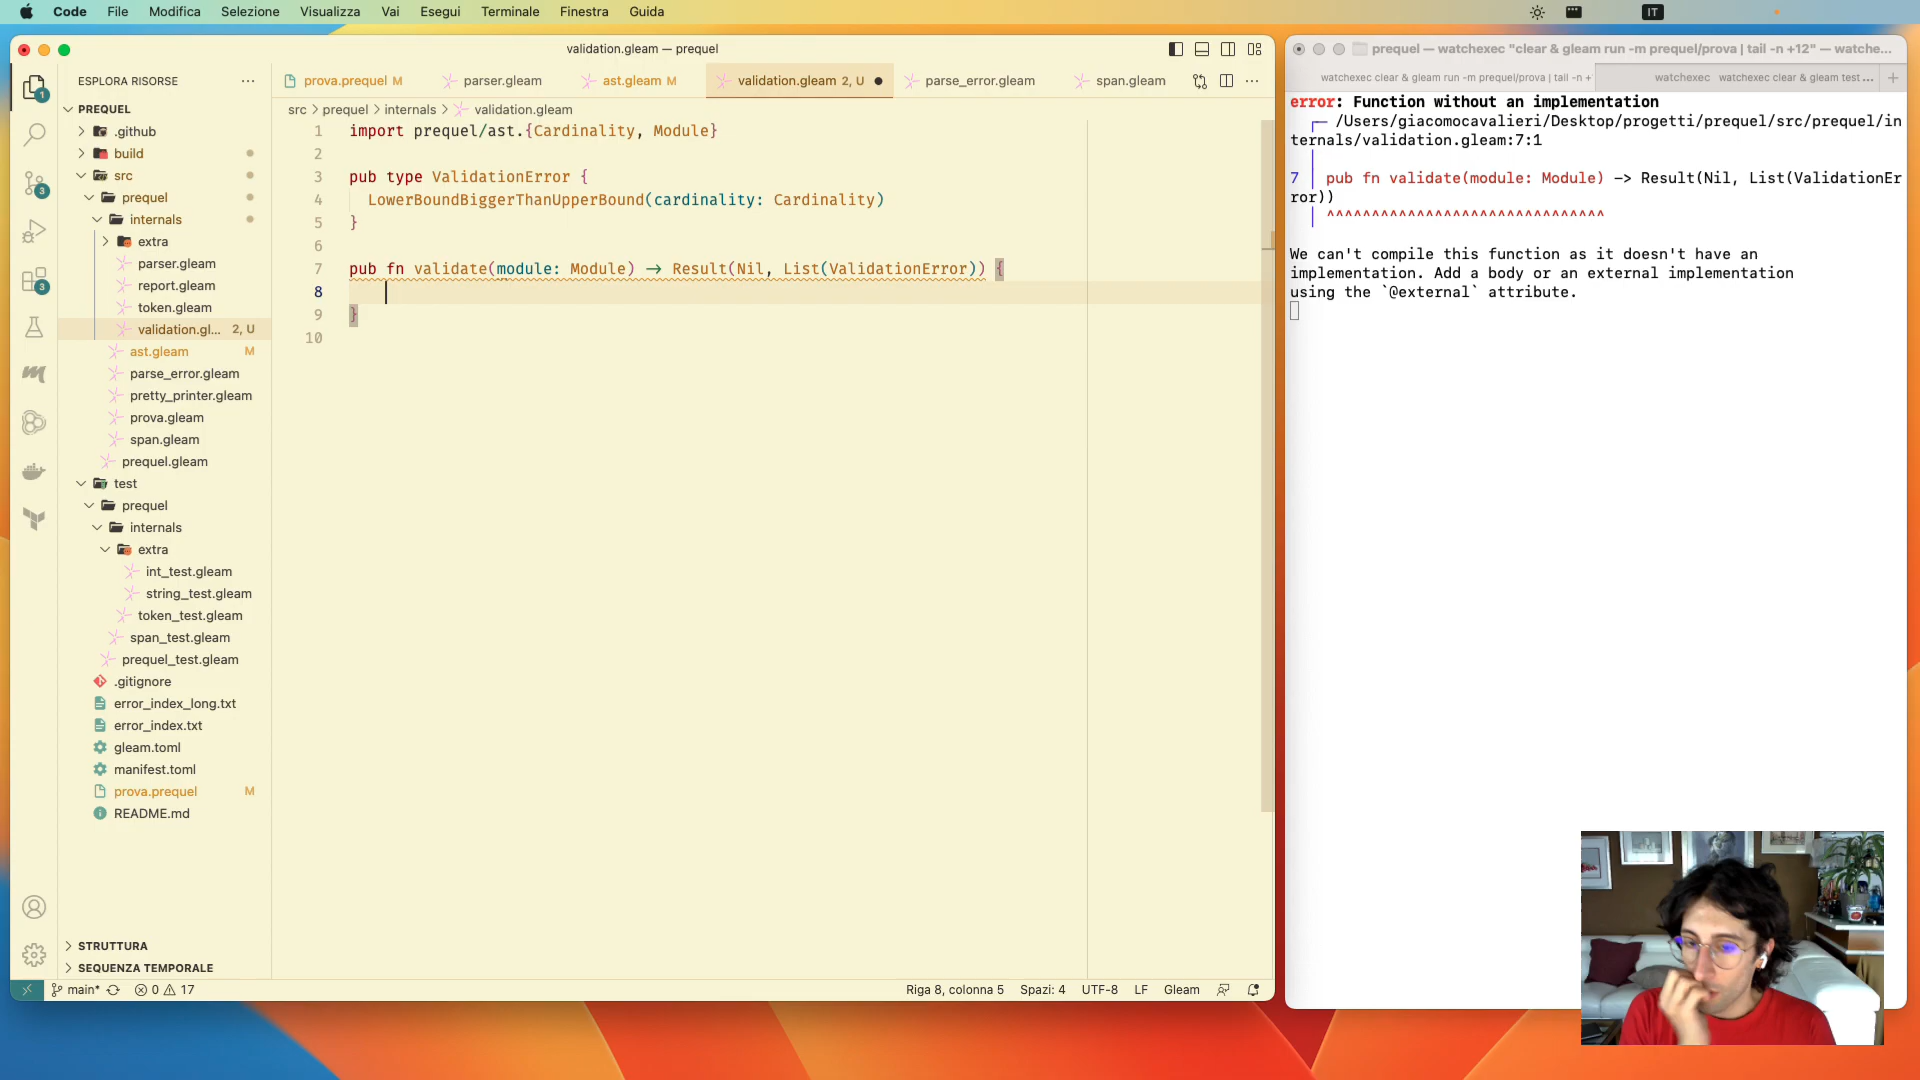 Code File Modifica Selezione Visualizza Vai Esegui Terminale Finestra Guida IT
validation.gleam — prequel
ESPLORA RISORSE
PREQUEL
.github
build
src
prequel
internals
extra
parser.gleam
report.gleam
token.gleam
validation.gl... 2, U
ast.gleam M
parse_error.gleam
pretty_printer.gleam
prova.gleam
span.gleam
prequel.gleam
test
prequel
internals
extra
int_test.gleam
string_test.gleam
token_test.gleam
span_test.gleam
prequel_test.gleam
.gitignore
error_index_long.txt
error_index.txt
gleam.toml
manifest.toml
prova.prequel M
README.md
STRUTTURA
SEQUENZA TEMPORALE
1
3
3
prova.prequel M parser.gleam ast.gleam M validation.gleam 2, U parse_error.gleam span.gleam
src > prequel > internals > validation.gleam
1 import prequel/ast.{Cardinality, Module}
2
3 pub type ValidationError {
4 LowerBoundBiggerThanUpperBound(cardinality: Cardinality)
5 }
6
7 pub fn validate(module: Module) -> Result(Nil, List(ValidationError)) {
8
9 }
10
main* 0 17 Riga 8, colonna 5 Spazi: 4 UTF-8 LF Gleam
prequel — watchexec "clear & gleam run -m prequel/prova | tail -n +12" — watche...
watchexec clear & gleam run -m prequel/prova | tail -n + watchexec watchexec clear & gleam test ...
error: Function without an implementation
/Users/giacomocavalieri/Desktop/progetti/prequel/src/prequel/in
ternals/validation.gleam:7:1
7 pub fn validate(module: Module) -> Result(Nil, List(ValidationEr
ror))
^^^^^^^^^^^^^^^^^^^^^^^^^^^^^^^
We can't compile this function as it doesn't have an
implementation. Add a body or an external implementation
using the `@external` attribute.